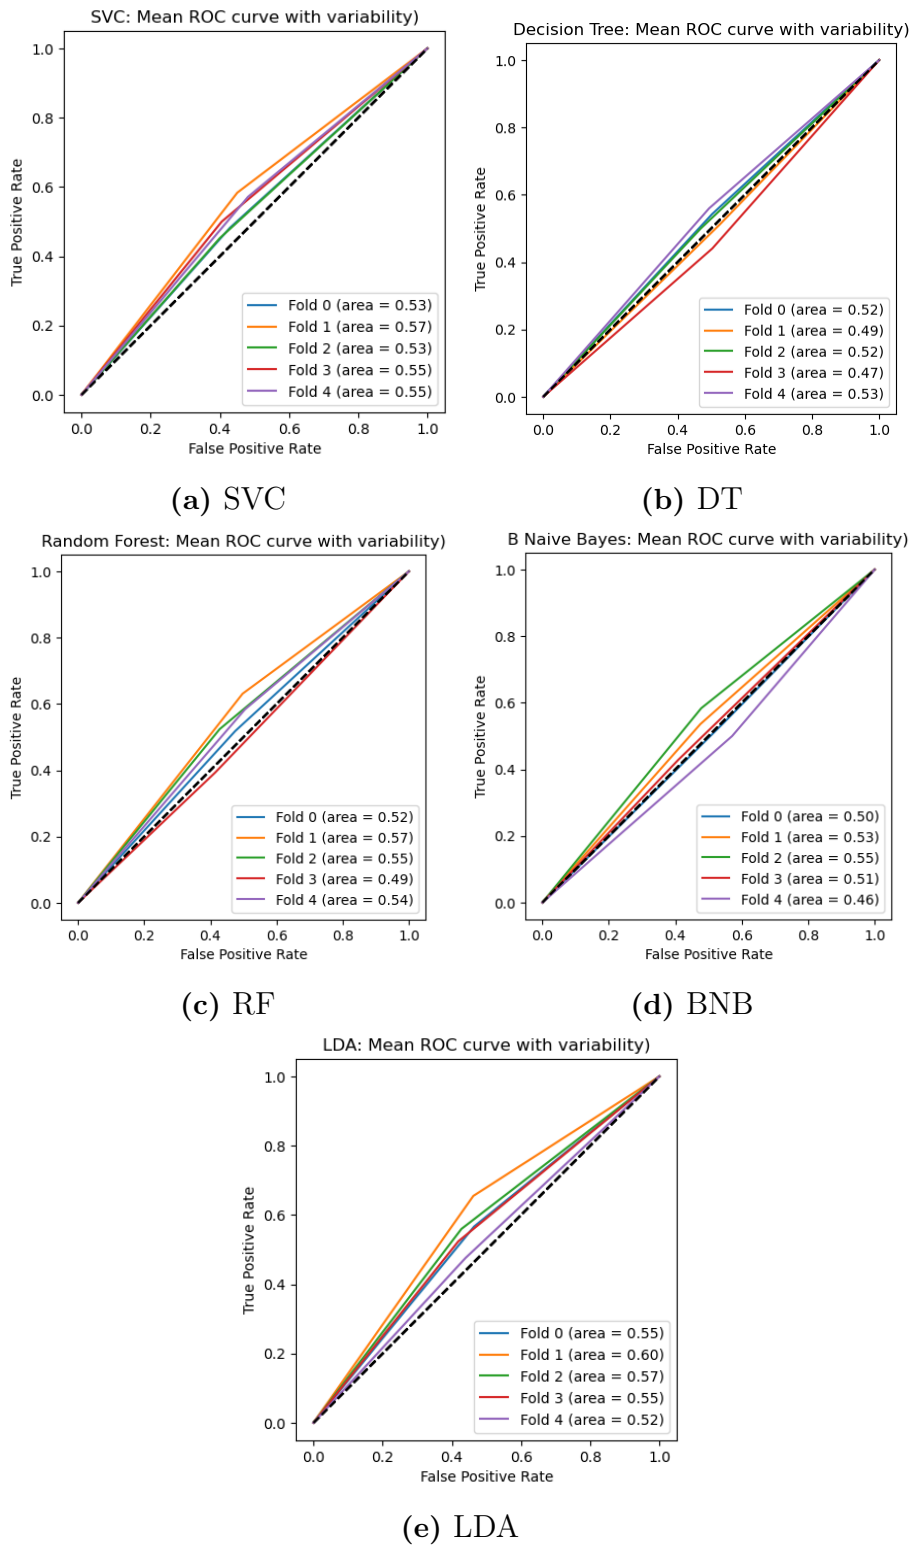 SVC: Mean ROC curve with variability)
True Positive Rate
1.0
0.8
0.6
0.4
0.2
0.0
Fold 0 (area = 0.53)
Fold 1 (area = 0.57)
Fold 2 (area = 0.53)
Fold 3 (area = 0.55)
Fold 4 (area = 0.55)
0.0 0.2 0.4 0.6 0.8 1.0
False Positive Rate
(a) SVC
Decision Tree: Mean ROC curve with variability)
True Positive Rate
1.0
0.8
0.6
0.4
0.2
0.0
Fold 0 (area = 0.52)
Fold 1 (area = 0.49)
Fold 2 (area = 0.52)
Fold 3 (area = 0.47)
Fold 4 (area = 0.53)
0.0 0.2 0.4 0.6 0.8 1.0
False Positive Rate
(b) DT
Random Forest: Mean ROC curve with variability)
True Positive Rate
1.0
0.8
0.6
0.4
0.2
0.0
Fold 0 (area = 0.52)
Fold 1 (area = 0.57)
Fold 2 (area = 0.55)
Fold 3 (area = 0.49)
Fold 4 (area = 0.54)
0.0 0.2 0.4 0.6 0.8 1.0
False Positive Rate
(c) RF
B Naive Bayes: Mean ROC curve with variability)
True Positive Rate
1.0
0.8
0.6
0.4
0.2
0.0
Fold 0 (area = 0.50)
Fold 1 (area = 0.53)
Fold 2 (area = 0.55)
Fold 3 (area = 0.51)
Fold 4 (area = 0.46)
0.0 0.2 0.4 0.6 0.8 1.0
False Positive Rate
(d) BNB
LDA: Mean ROC curve with variability)
True Positive Rate
1.0
0.8
0.6
0.4
0.2
0.0
Fold 0 (area = 0.55)
Fold 1 (area = 0.60)
Fold 2 (area = 0.57)
Fold 3 (area = 0.55)
Fold 4 (area = 0.52)
0.0 0.2 0.4 0.6 0.8 1.0
False Positive Rate
(e) LDA